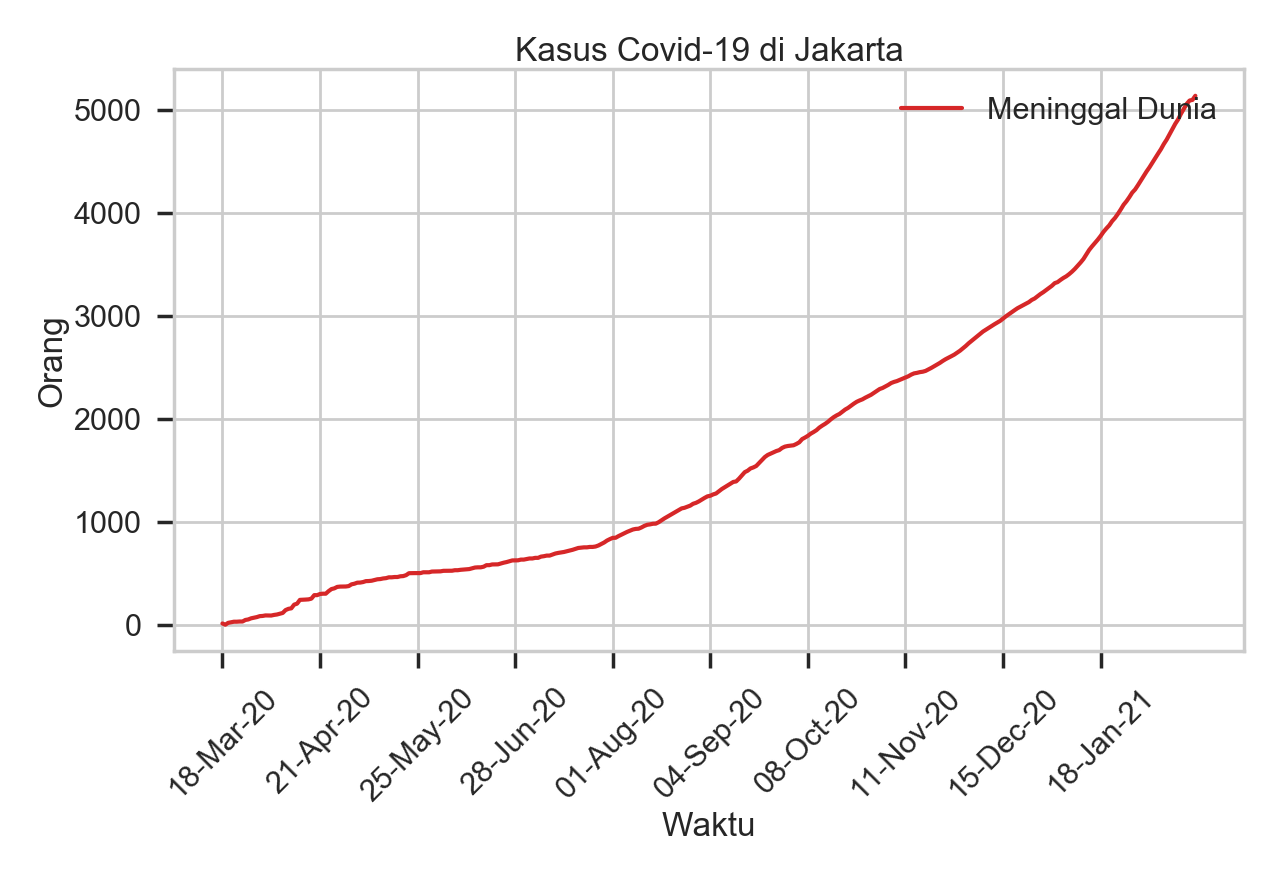 Kasus Covid-19 di Jakarta
Meninggal Dunia
5000
4000
3000
2000
1000
0
Orang
18-Mar-20
21-Apr-20
25-May-20
28-Jun-20
01-Aug-20
04-Sep-20
08-Oct-20
11-Nov-20
15-Dec-20
18-Jan-21
Waktu